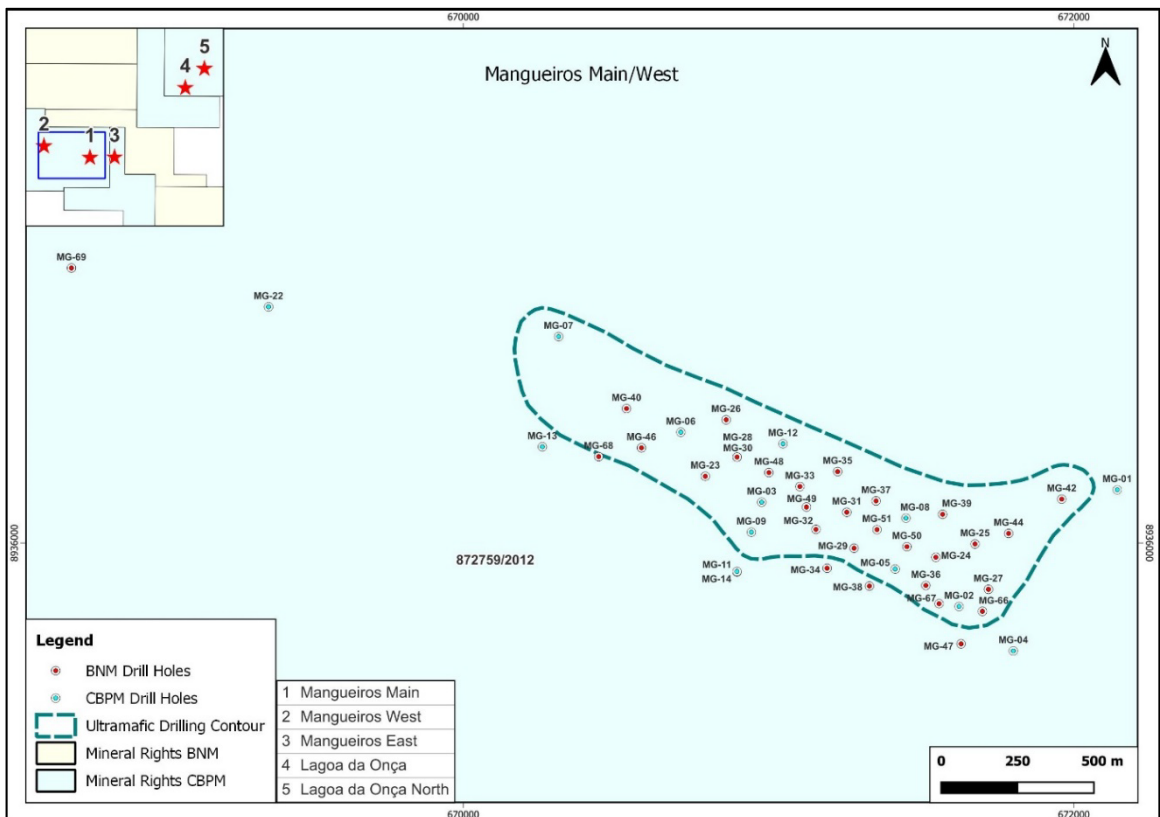 670000
672000
Mangueiros Main/West
N
5
4
2
1
3
MG-69
MG-22
MG-07
MG-40
MG-26
MG-06
MG-12
MG-13
MG-28
MG-30
MG-68
MG-46
MG-48
MG-35
MG-23
MG-33
MG-42
MG-01
MG-03
MG-49
MG-37
MG-31
MG-08
MG-39
MG-09
MG-32
MG-51
MG-44
MG-25
8936000
8936000
MG-29
MG-50
MG-24
872759/2012
MG-11
MG-14
MG-34
MG-05
MG-38
MG-36
MG-27
MG-67
MG-02
MG-66
MG-47
MG-04
Legend
BNM Drill Holes
CBPM Drill Holes
Ultramafic Drilling Contour
Mineral Rights BNM
Mineral Rights CBPM
1 Mangueiros Main
2 Mangueiros West
3 Mangueiros East
4 Lagoa da Onça
5 Lagoa da Onça North
0 250 500 m
670000
672000